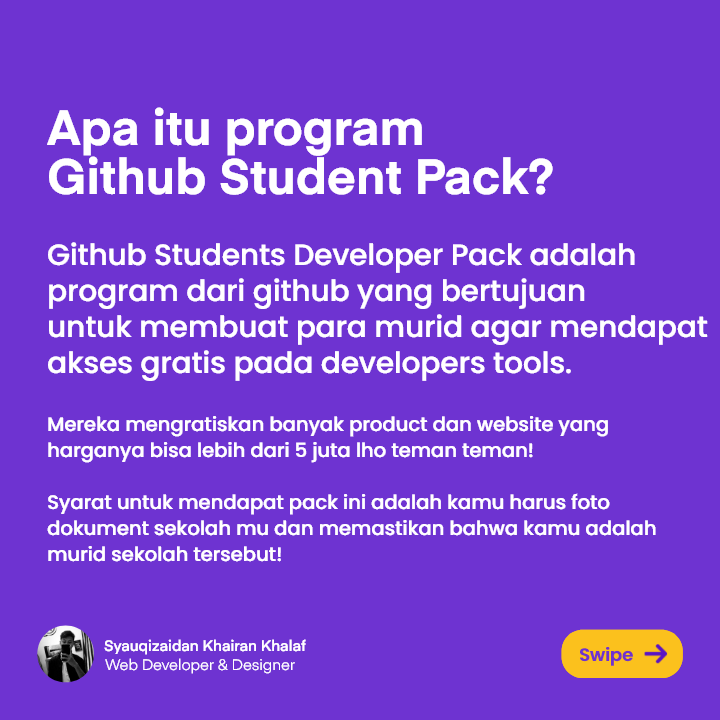 Apa itu program
Github Student Pack?
Github Students Developer Pack adalah
program dari github yang bertujuan
untuk membuat para murid agar mendapat
akses gratis pada developers tools.
Mereka mengratiskan banyak product dan website yang
harganya bisa lebih dari 5 juta lho teman teman!
Syarat untuk mendapat pack ini adalah kamu harus foto
dokument sekolah mu dan memastikan bahwa kamu adalah
murid sekolah tersebut!
Syauqizaidan Khairan Khalaf
Web Developer & Designer
Swipe